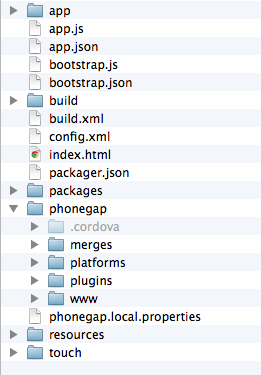 app
app.js
app.json
bootstrap.js
bootstrap.json
build
build.xml
config.xml
index.html
packager.json
packages
phonegap
.cordova
merges
platforms
plugins
www
phonegap.local.properties
resources
touch